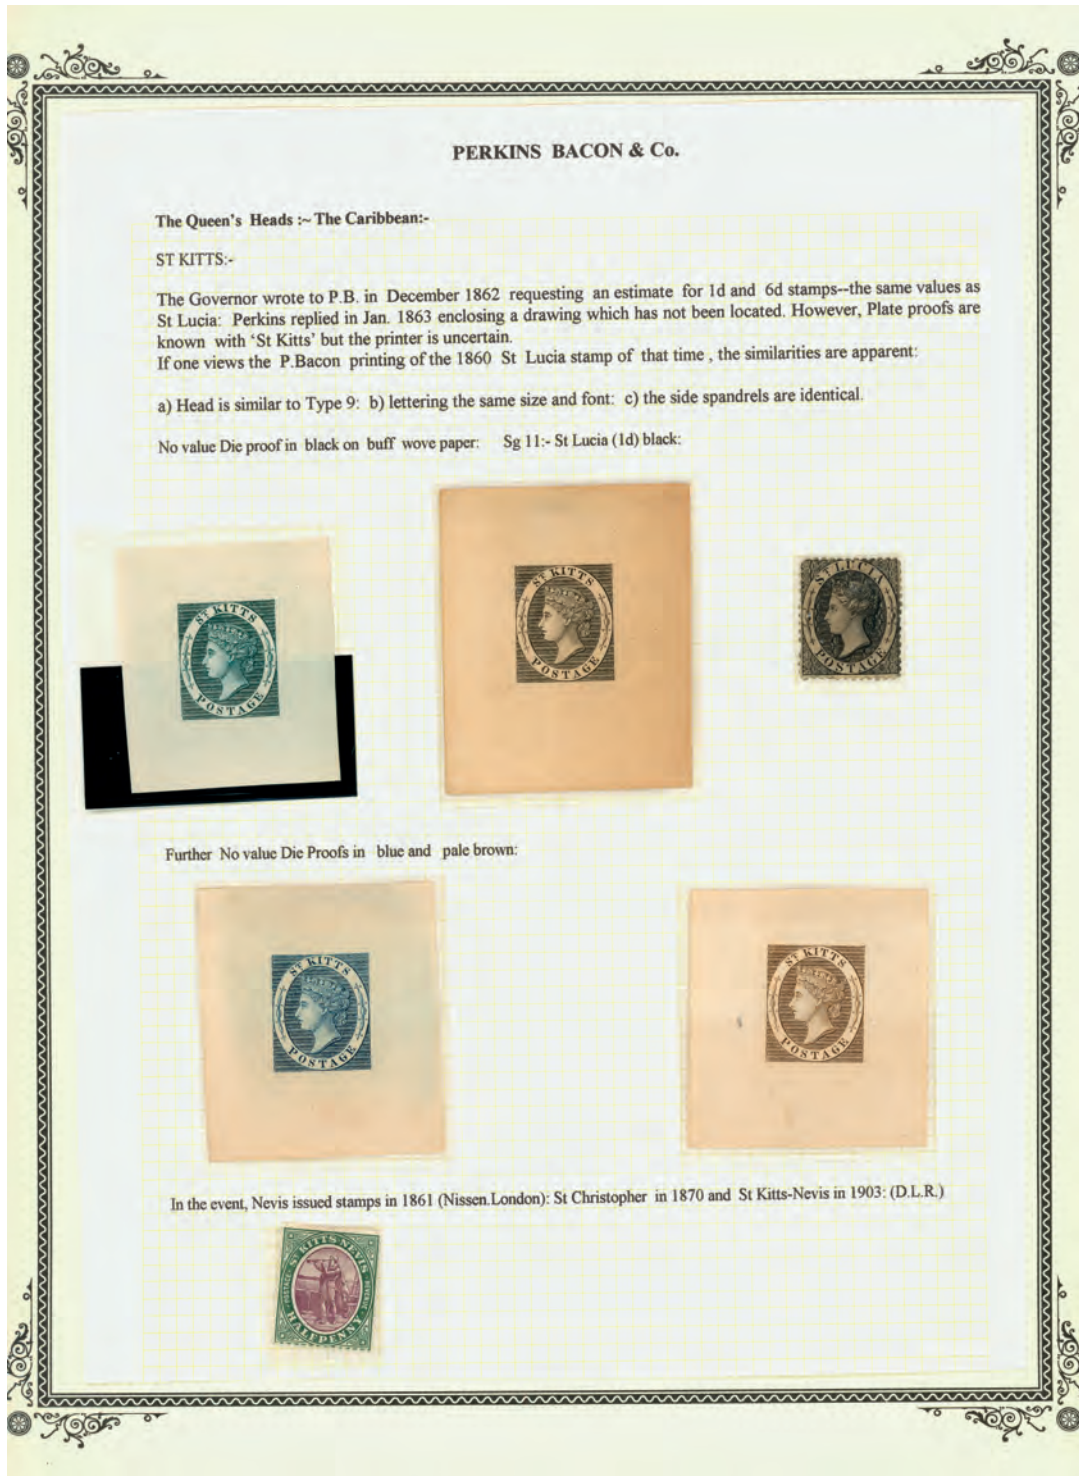 PERKINS BACON & Co.
The Queen's Heads :~ The Caribbean:-
ST KITTS:-
The Governor wrote to P.B. in December 1862 requesting an estimate for 1d and 6d stamps--the same values as
St Lucia: Perkins replied in Jan. 1863 enclosing a drawing which has not been located. However, Plate proofs are
known with 'St Kitts' but the printer is uncertain.
If one views the P.Bacon printing of the 1860 St Lucia stamp of that time , the similarities are apparent:
a) Head is similar to Type 9: b) lettering the same size and font: c) the side spandrels are identical.
No value Die proof in black on buff wove paper: Sg 11:- St Lucia (1d) black:
ST KITTS
POSTAGE
ST KITTS
POSTAGE
ST LUCIA
POSTAGE
Further No value Die Proofs in blue and pale brown:
ST KITTS
POSTAGE
ST KITTS
POSTAGE
In the event, Nevis issued stamps in 1861 (Nissen.London): St Christopher in 1870 and St Kitts-Nevis in 1903: (D.L.R.)
ST KITTS-NEVIS
POSTAGE
REVENUE
HALFPENNY